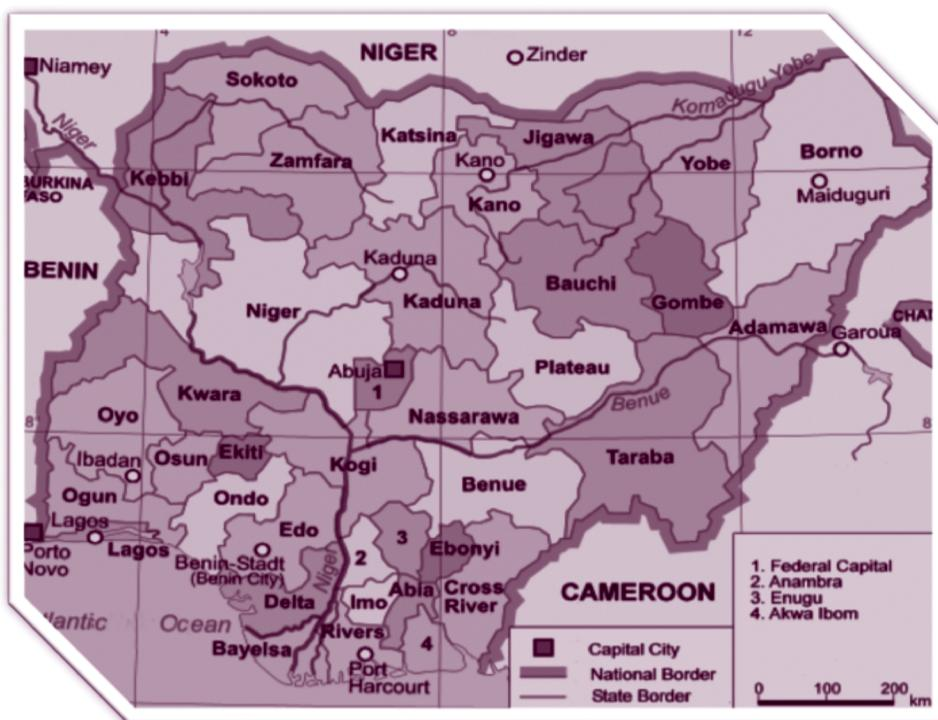 4
8
12
NIGER
Zinder
Niamey
Sokoto
Komadugu Yobe
Niger
Katsina
Jigawa
Kano
Zamfara
Yobe
Borno
Kebbi
BURKINA
FASO
Maiduguri
Kano
BENIN
Kaduna
Bauchi
Kaduna
Gombe
Niger
CHAD
Adamawa
Garoua
Abuja
1
Plateau
Kwara
Benue
Oyo
Nassarawa
8°
8
Ibadan
Osun
Ekiti
Kogi
Taraba
Benue
Ogun
Ondo
Lagos
Edo
Porto
Novo
Lagos
2
3
Ebonyi
Benin-Stadt
(Benin City)
Niger
1. Federal Capital
2. Anambra
3. Enugu
4. Akwa Ibom
Delta
Imo
Abia
Cross
River
CAMEROON
Atlantic Ocean
Rivers
4
Bayelsa
Port
Harcourt
Capital City
National Border
State Border
0 100 200 km